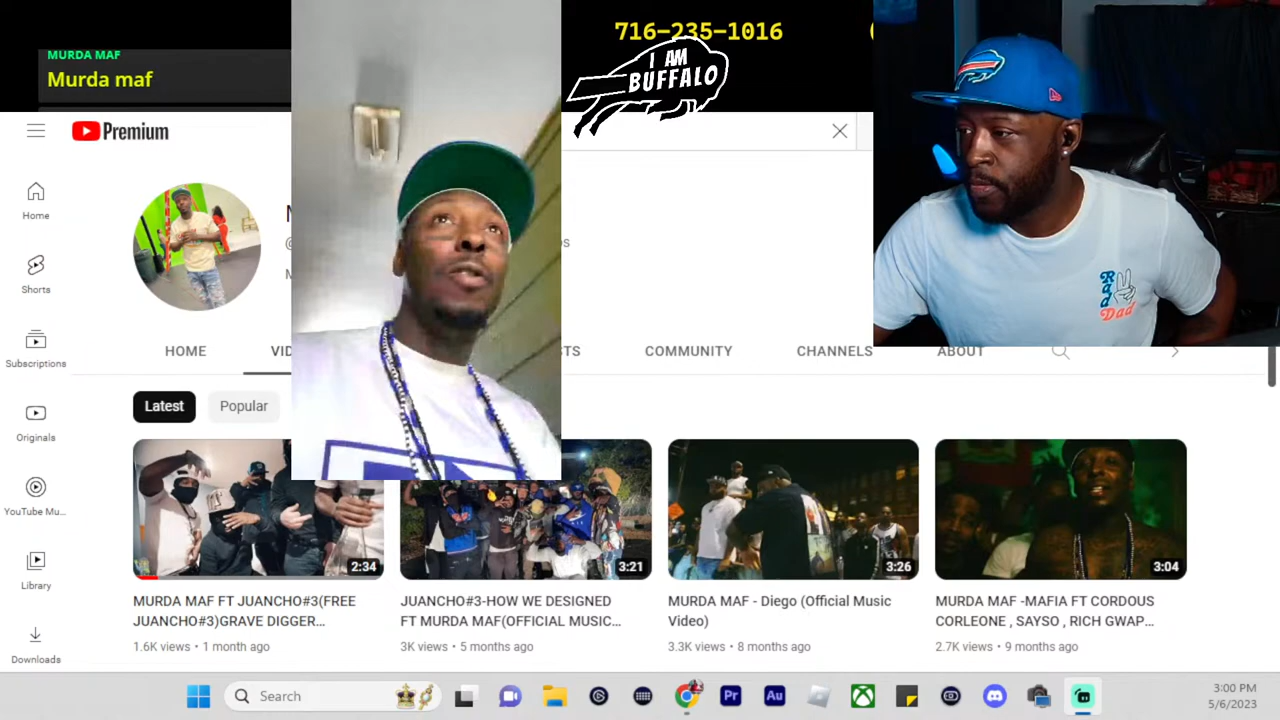 716-235-1016
MURDA MAF
Murda maf
I AM
BUFFALO
Premium
Home
Shorts
Subscriptions
Originals
YouTube Mu...
Library
Downloads
HOME
COMMUNITY
CHANNELS
ABOUT
Latest
Popular
Rad
Dad
2:34
3:21
3:26
3:04
MURDA MAF FT JUANCHO#3(FREE
JUANCHO#3)GRAVE DIGGER...
1.6K views • 1 month ago
JUANCHO#3-HOW WE DESIGNED
FT MURDA MAF(OFFICIAL MUSIC...
3K views • 5 months ago
MURDA MAF - Diego (Official Music
Video)
3.3K views • 8 months ago
MURDA MAF -MAFIA FT CORDOUS
CORLEONE , SAYSO , RICH GWAP...
2.7K views • 9 months ago
Search
3:00 PM
5/6/2023